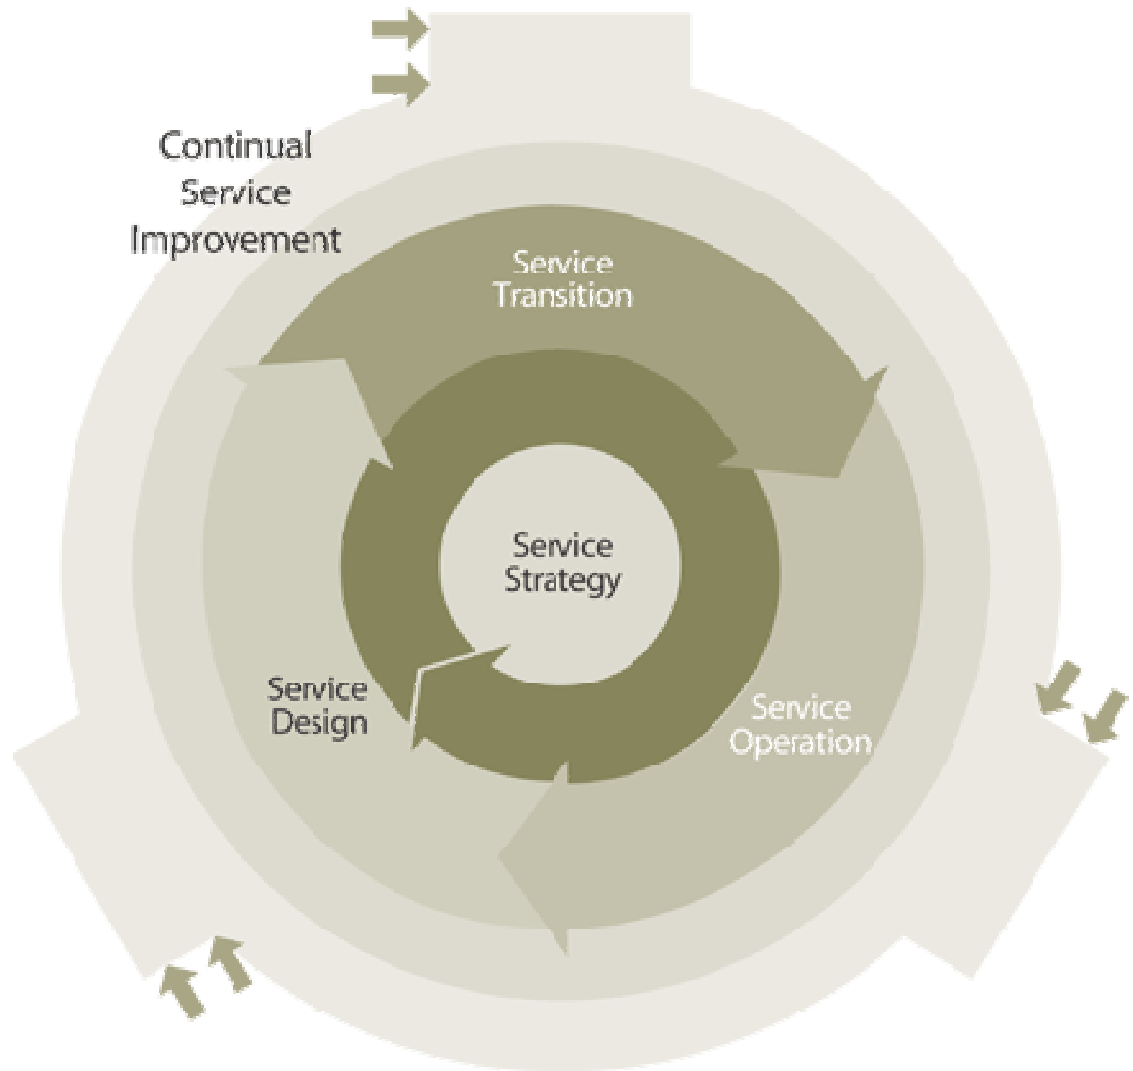 Continual
Service
Improvement
Service
Transition
Service
Strategy
Service
Design
Service
Operation